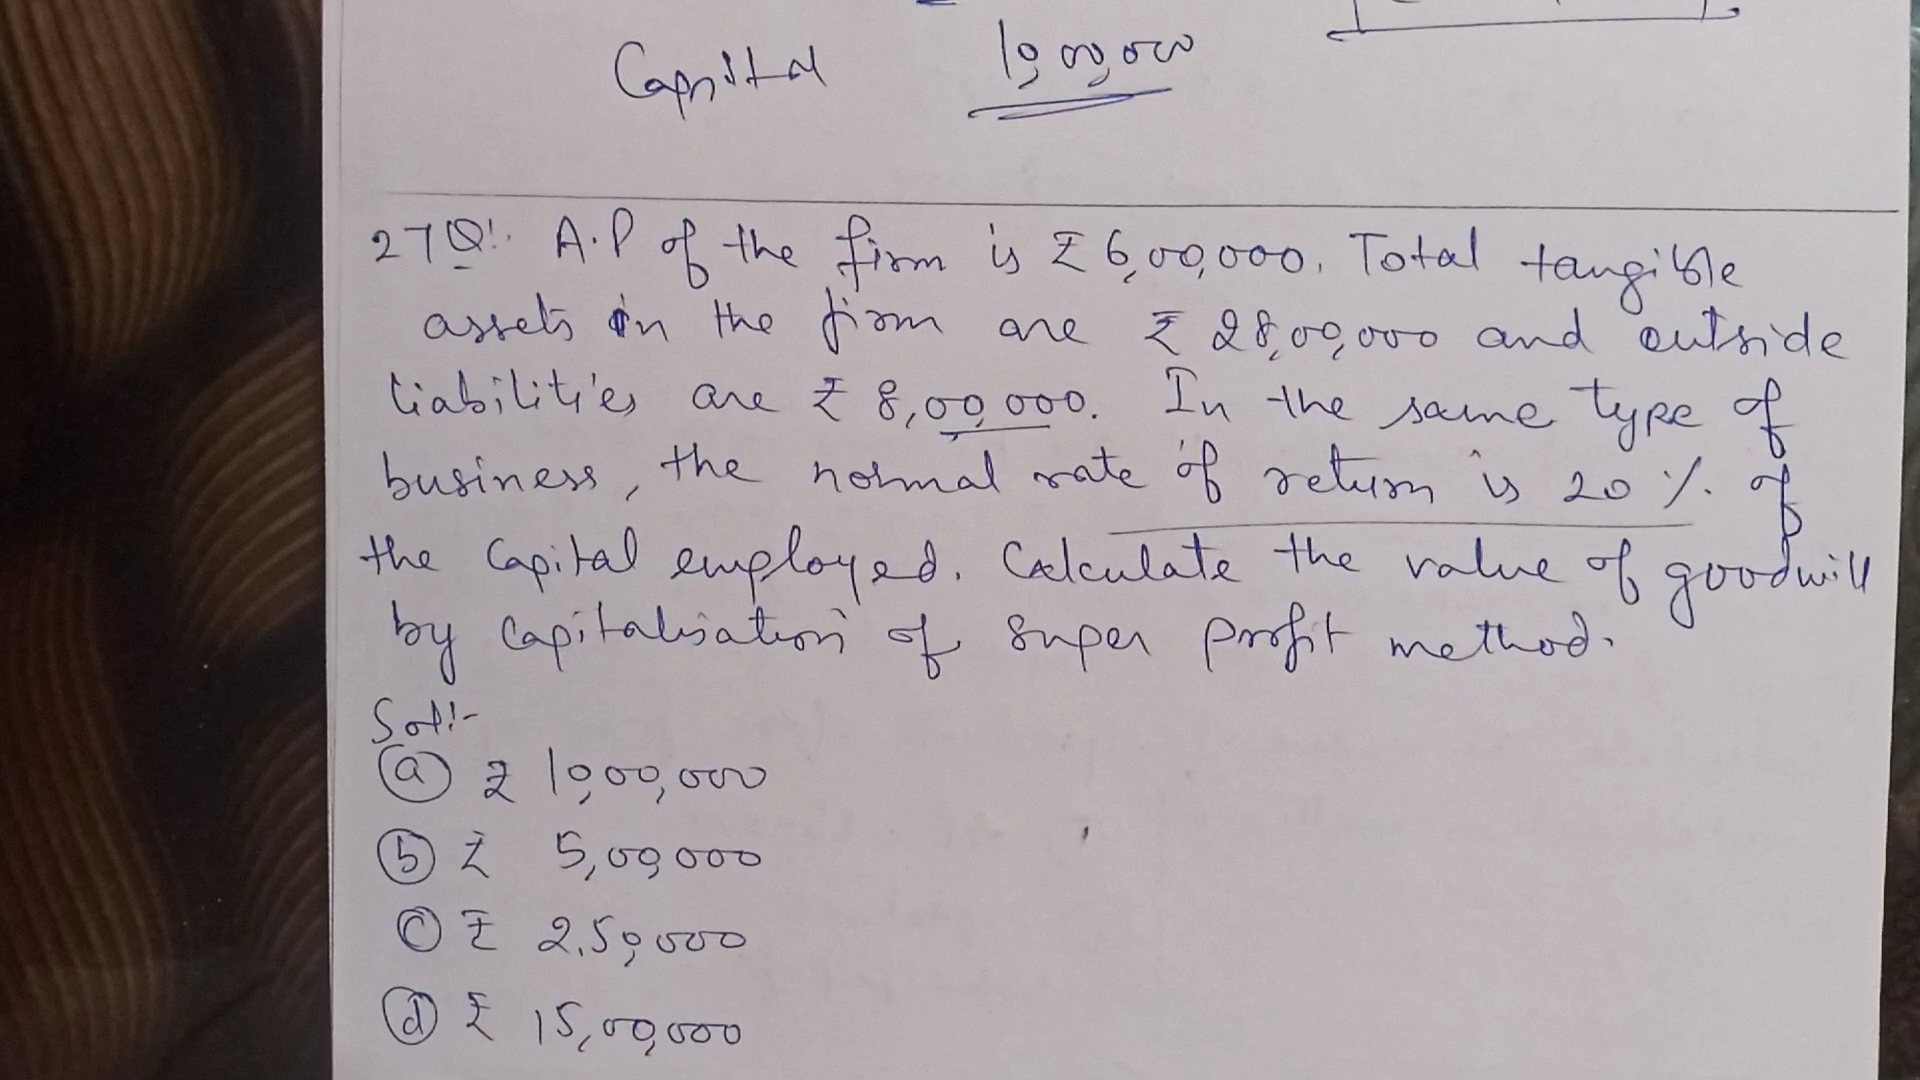 Capital 10,00,000
27Q:. A.P of the firm is ₹ 6,00,000. Total tangible
assets in the firm are ₹ 28,00,000 and outside
liabilities are ₹ 8,00,000. In the same type of
business, the normal rate of return is 20 %. of
the Capital employed. Calculate the value of goodwill
by Capitalisation of super profit method.
Sol:-
(a) ₹ 10,00,000
(b) ₹ 5,00,000
(c) ₹ 2,50,000
(d) ₹ 15,00,000